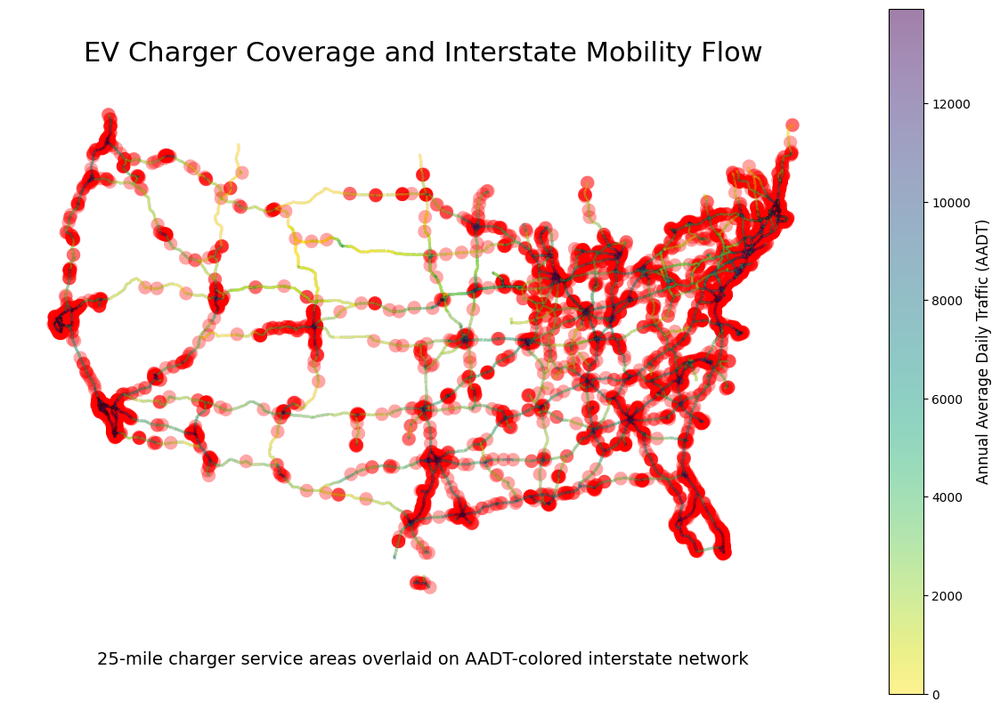 EV Charger Coverage and Interstate Mobility Flow
12000
10000
8000
6000
4000
2000
0
Annual Average Daily Traffic (AADT)
25-mile charger service areas overlaid on AADT-colored interstate network